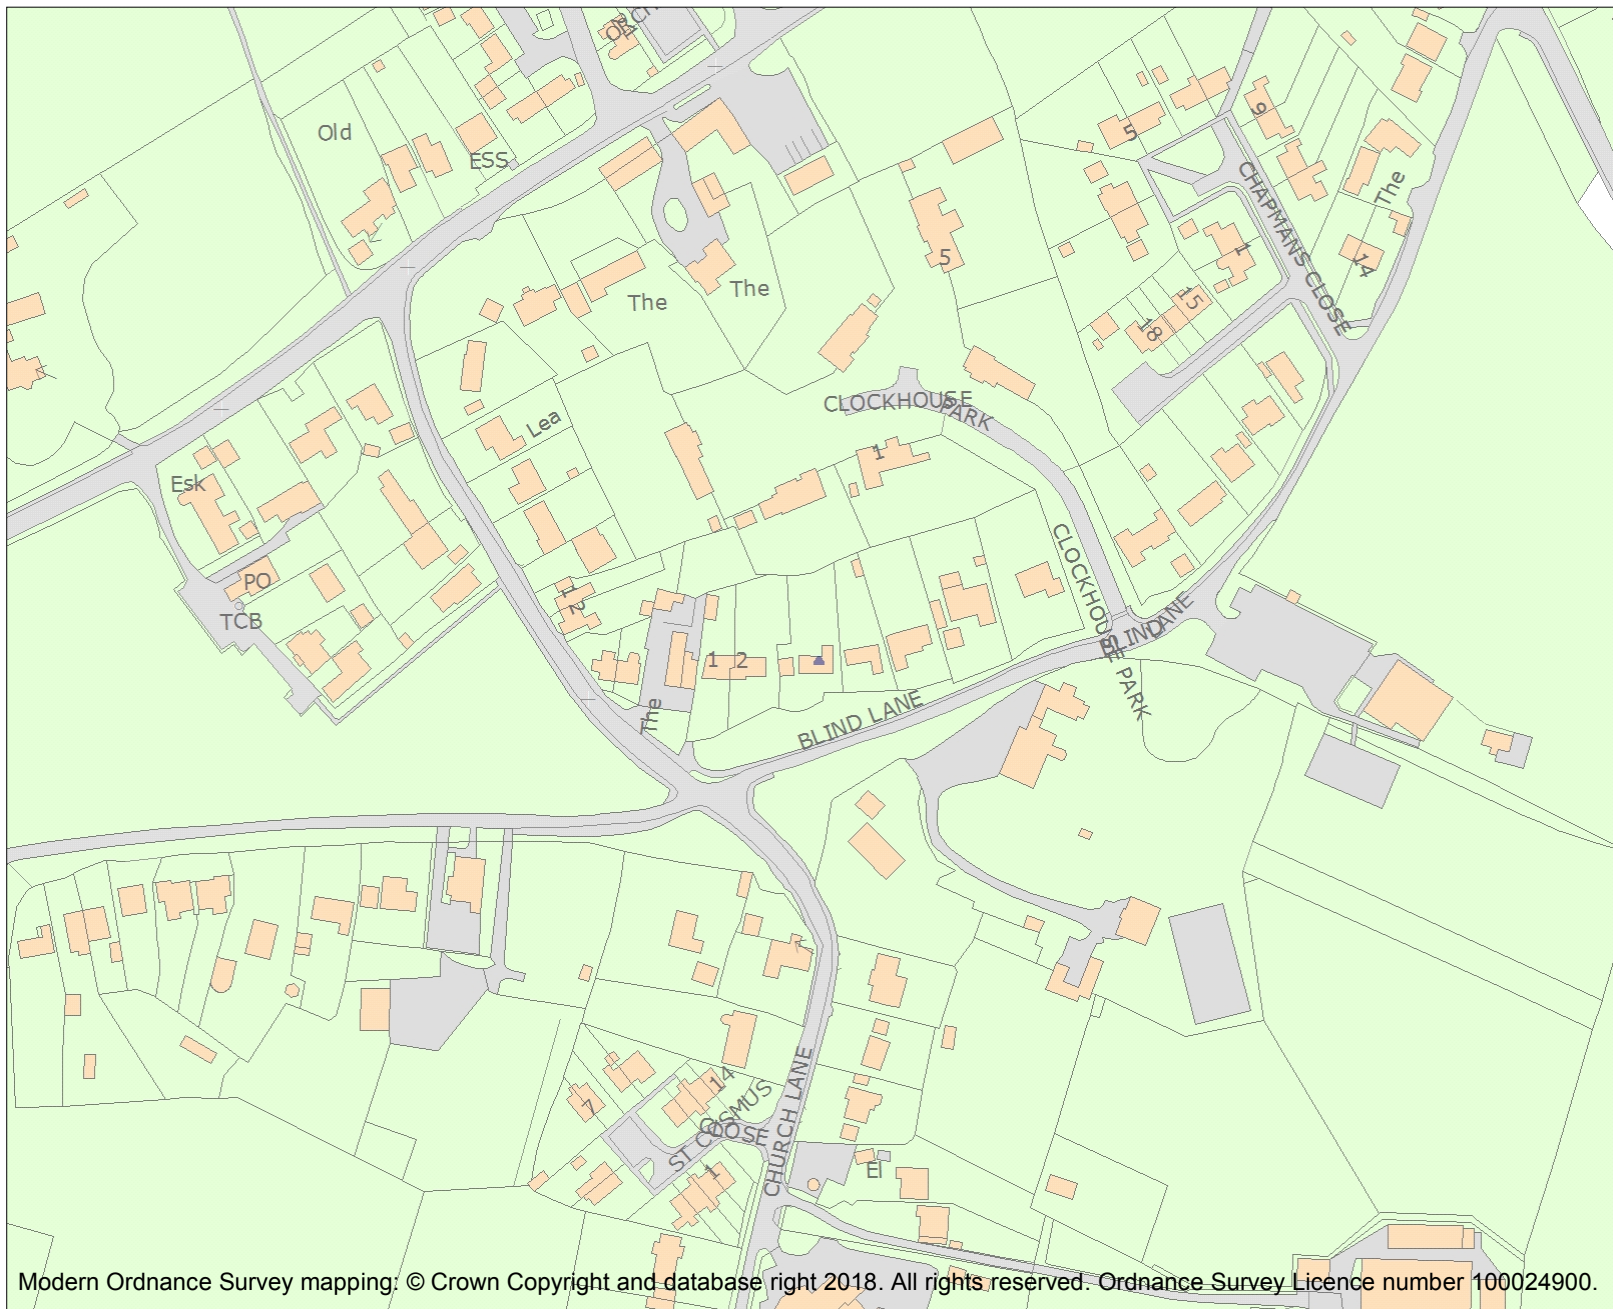 ORCH
Old
ESS
5
9
The
CHAPMANS CLOSE
1
14
5
The
The
15
18
CLOCKHOUSE
PARK
Lea
1
Esk
PO
TCB
1 2
CLOCKHOUSE PARK
BLIND LANE
1 2
The
BLIND LANE
14
7
ST COSMUS
CLOSE
1
CHURCH LANE
El
Modern Ordnance Survey mapping: © Crown Copyright and database right 2018. All rights reserved. Ordnance Survey Licence number 100024900.